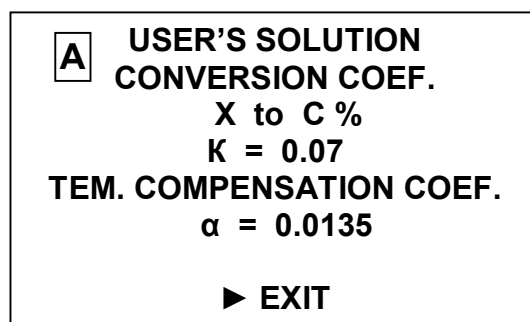 A
USER'S SOLUTION
CONVERSION COEF.
X to C %
K = 0.07
TEM. COMPENSATION COEF.
α = 0.0135
► EXIT